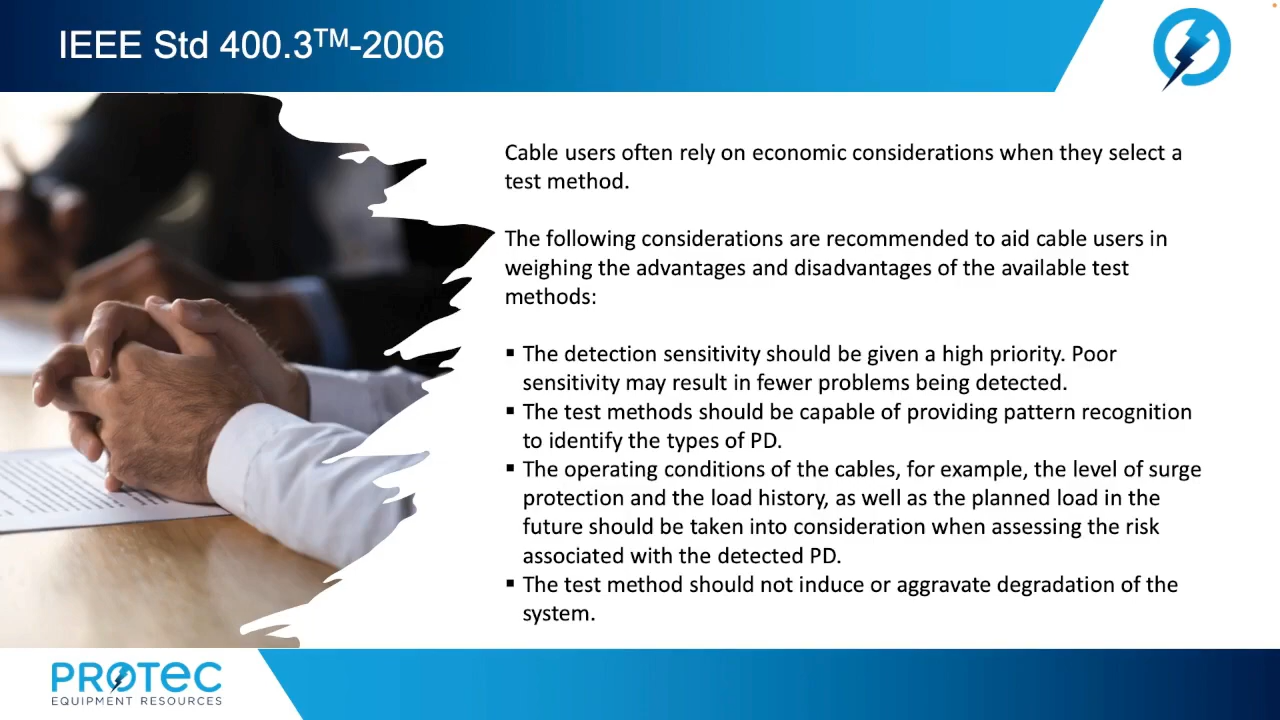 IEEE Std 400.3™-2006
Cable users often rely on economic considerations when they select a
test method.
The following considerations are recommended to aid cable users in
weighing the advantages and disadvantages of the available test
methods:
▪ The detection sensitivity should be given a high priority. Poor
sensitivity may result in fewer problems being detected.
▪ The test methods should be capable of providing pattern recognition
to identify the types of PD.
▪ The operating conditions of the cables, for example, the level of surge
protection and the load history, as well as the planned load in the
future should be taken into consideration when assessing the risk
associated with the detected PD.
▪ The test method should not induce or aggravate degradation of the
system.
PROTEC
EQUIPMENT RESOURCES